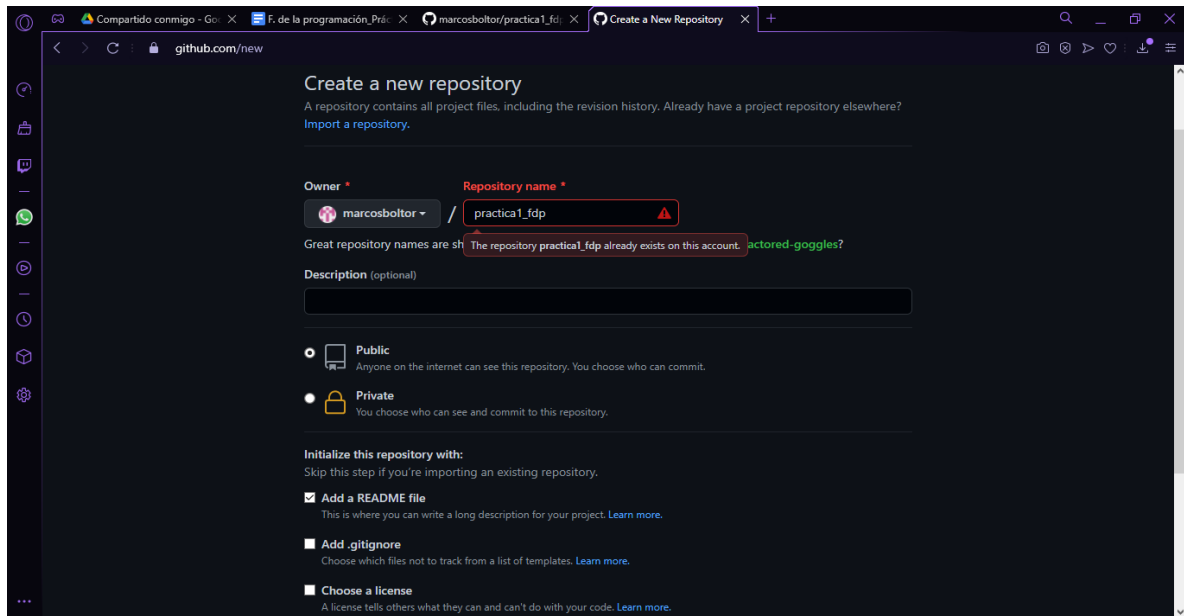 Compartido conmigo - Goo
F. de la programación_Prác
marcosboltor/practica1_fdp
Create a New Repository
github.com/new
Create a new repository
A repository contains all project files, including the revision history. Already have a project repository elsewhere?
Import a repository.
Owner *
Repository name *
marcosboltor
/
practica1_fdp
Great repository names are sh
The repository practica1_fdp already exists on this account.
actored-goggles?
Description (optional)
Public
Anyone on the internet can see this repository. You choose who can commit.
Private
You choose who can see and commit to this repository.
Initialize this repository with:
Skip this step if you're importing an existing repository.
Add a README file
This is where you can write a long description for your project. Learn more.
Add .gitignore
Choose which files not to track from a list of templates. Learn more.
Choose a license
A license tells others what they can and can't do with your code. Learn more.